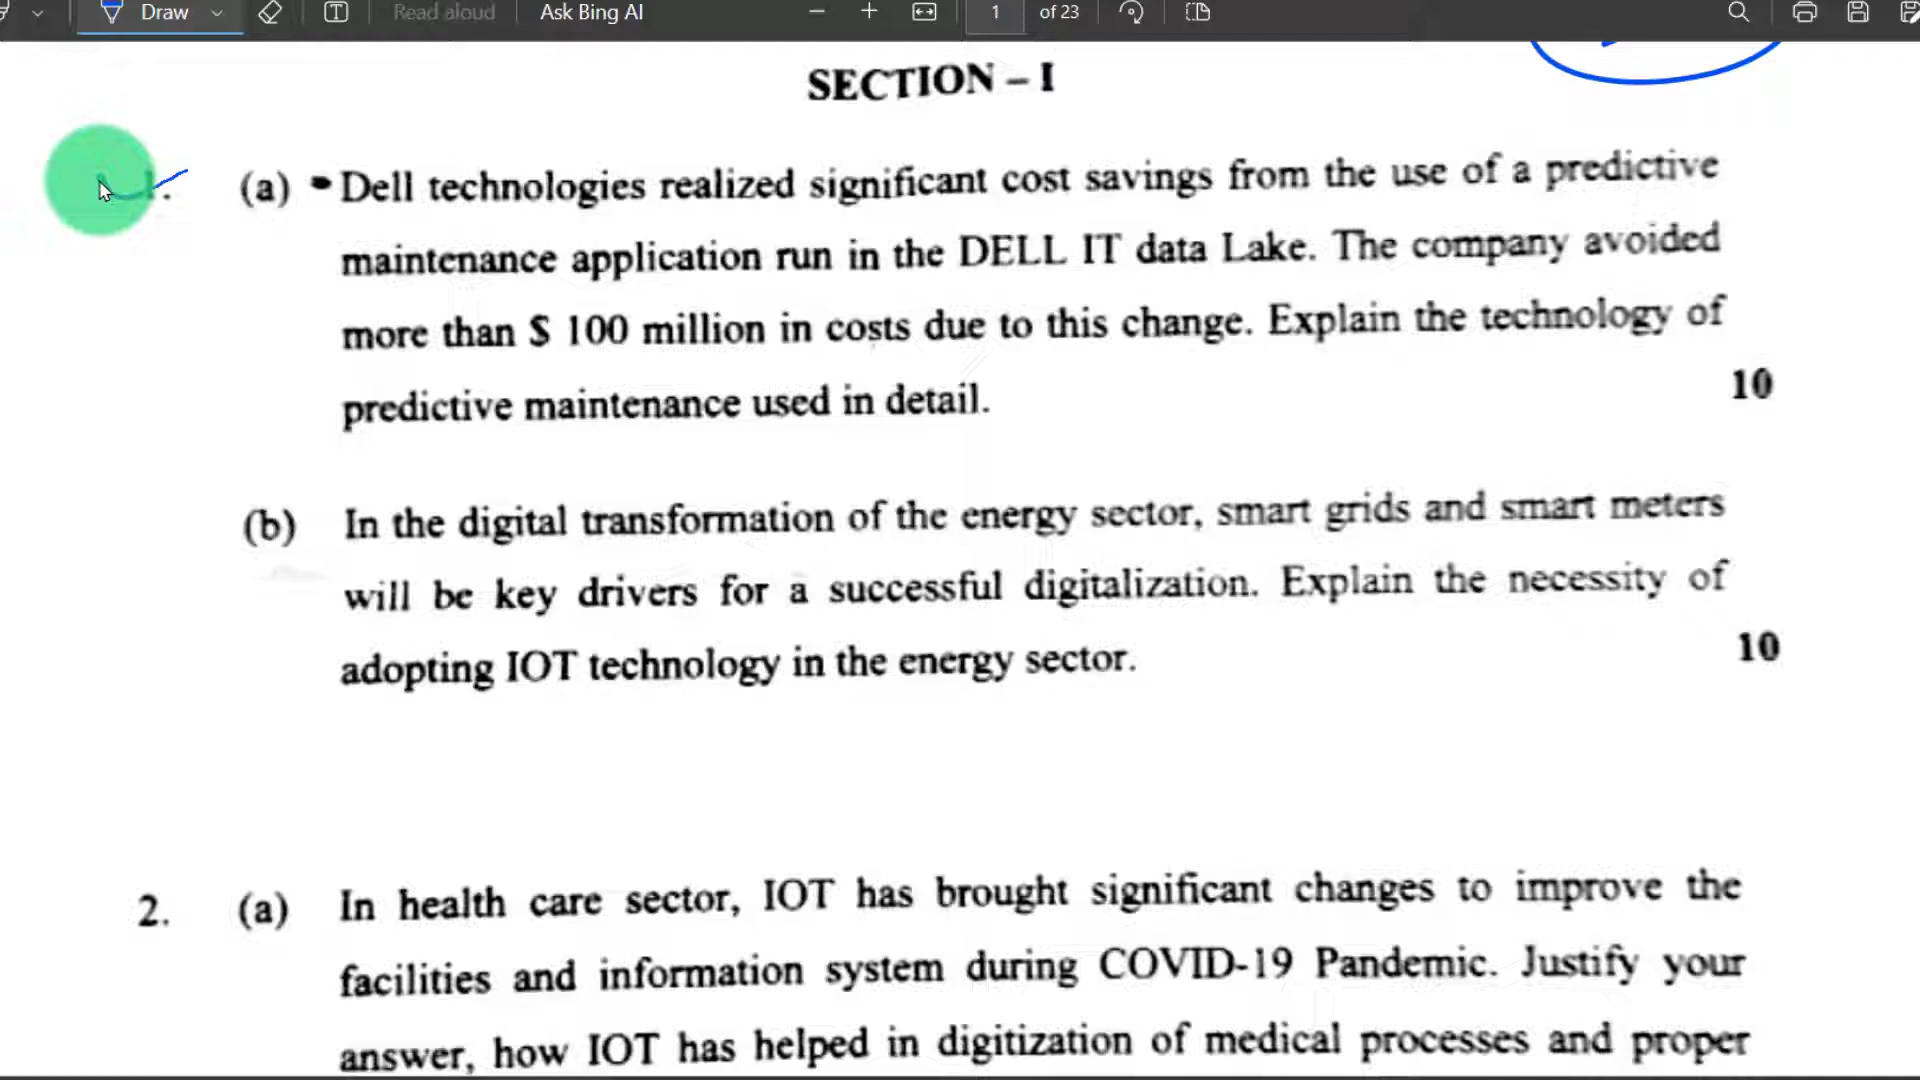 Draw
Read aloud
Ask Bing AI
1
of 23
SECTION – I
1. (a) Dell technologies realized significant cost savings from the use of a predictive
maintenance application run in the DELL IT data Lake. The company avoided
more than $ 100 million in costs due to this change. Explain the technology of
predictive maintenance used in detail. 10
(b) In the digital transformation of the energy sector, smart grids and smart meters
will be key drivers for a successful digitalization. Explain the necessity of
adopting IOT technology in the energy sector. 10
2. (a) In health care sector, IOT has brought significant changes to improve the
facilities and information system during COVID-19 Pandemic. Justify your
answer, how IOT has helped in digitization of medical processes and proper